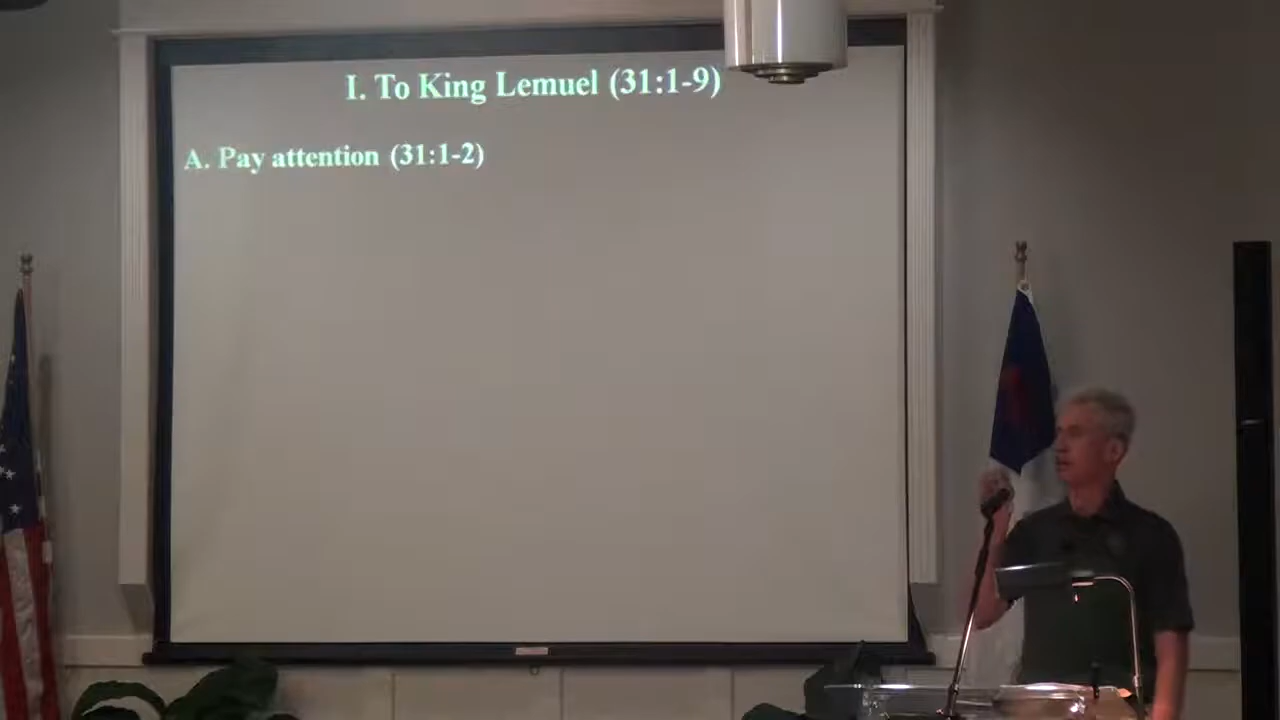 I. To King Lemuel (31:1-9)
A. Pay attention (31:1-2)